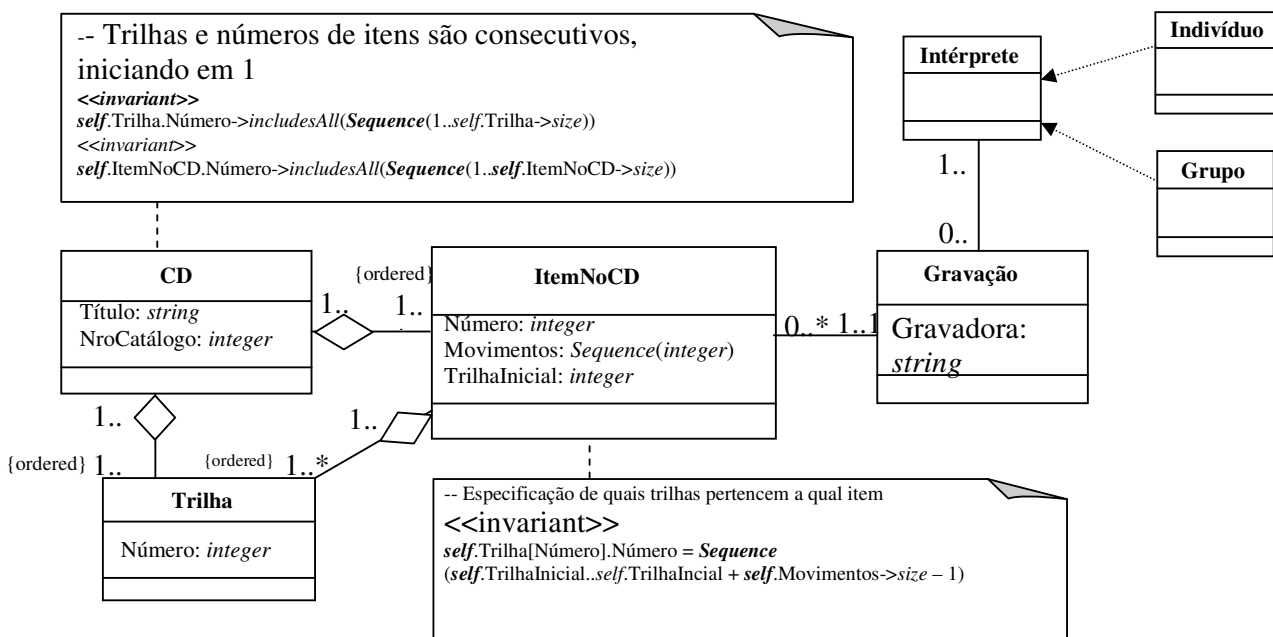 -- Trilhas e números de itens são consecutivos,
iniciando em 1
<<invariant>>
self.Trilha.Número->includesAll(Sequence(1..self.Trilha->size))
<<invariant>>
self.ItemNoCD.Número->includesAll(Sequence(1..self.ItemNoCD->size))
Intérprete
Indivíduo
Grupo
1..
0..
CD
Título: string
NroCatálogo: integer
1..
{ordered}
1..
ItemNoCD
Número: integer
Movimentos: Sequence(integer)
TrilhaInicial: integer
0..* 1..1
Gravação
Gravadora:
string
1..
{ordered} 1..
1..
{ordered} 1..*
Trilha
Número: integer
-- Especificação de quais trilhas pertencem a qual item
<<invariant>>
self.Trilha[Número].Número = Sequence
(self.TrilhaInicial..self.TrilhaIncial + self.Movimentos->size – 1)